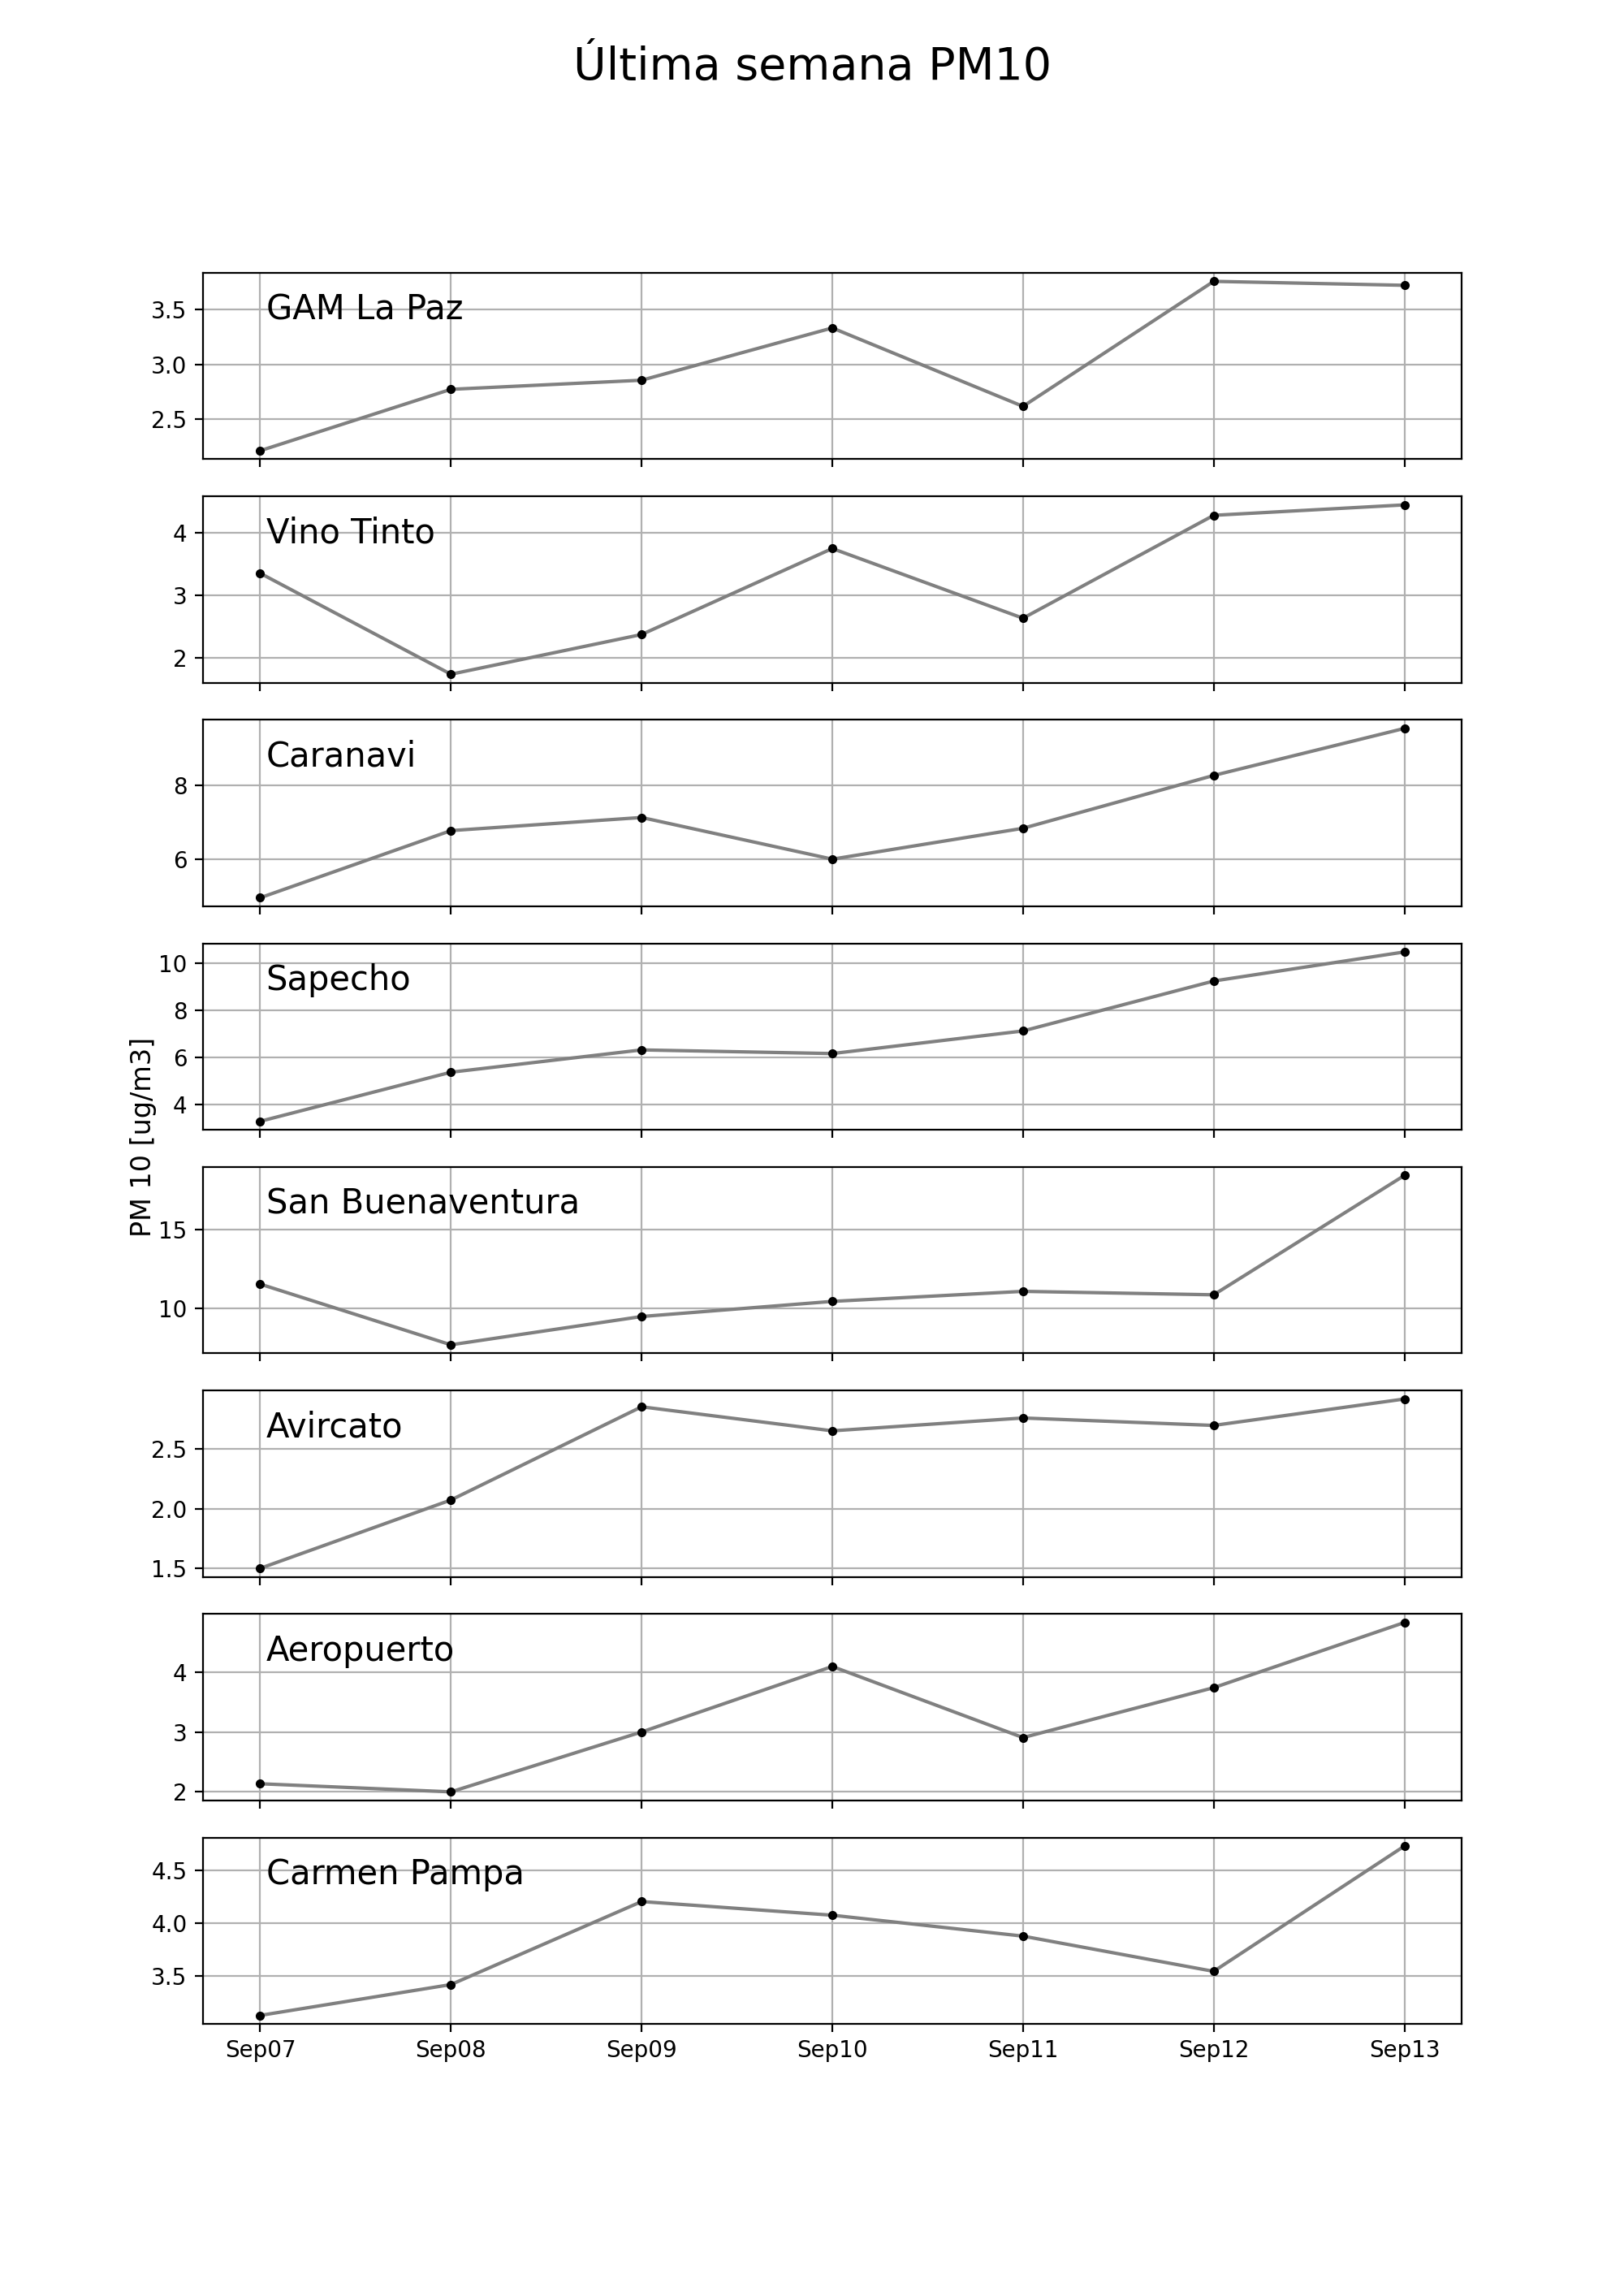 Última semana PM10
GAM La Paz
3.5
3.0
2.5
Vino Tinto
4
3
2
Caranavi
8
6
Sapecho
10
8
6
4
PM 10 [ug/m3]
San Buenaventura
15
10
Avircato
2.5
2.0
1.5
Aeropuerto
4
3
2
Carmen Pampa
4.5
4.0
3.5
Sep07 Sep08 Sep09 Sep10 Sep11 Sep12 Sep13